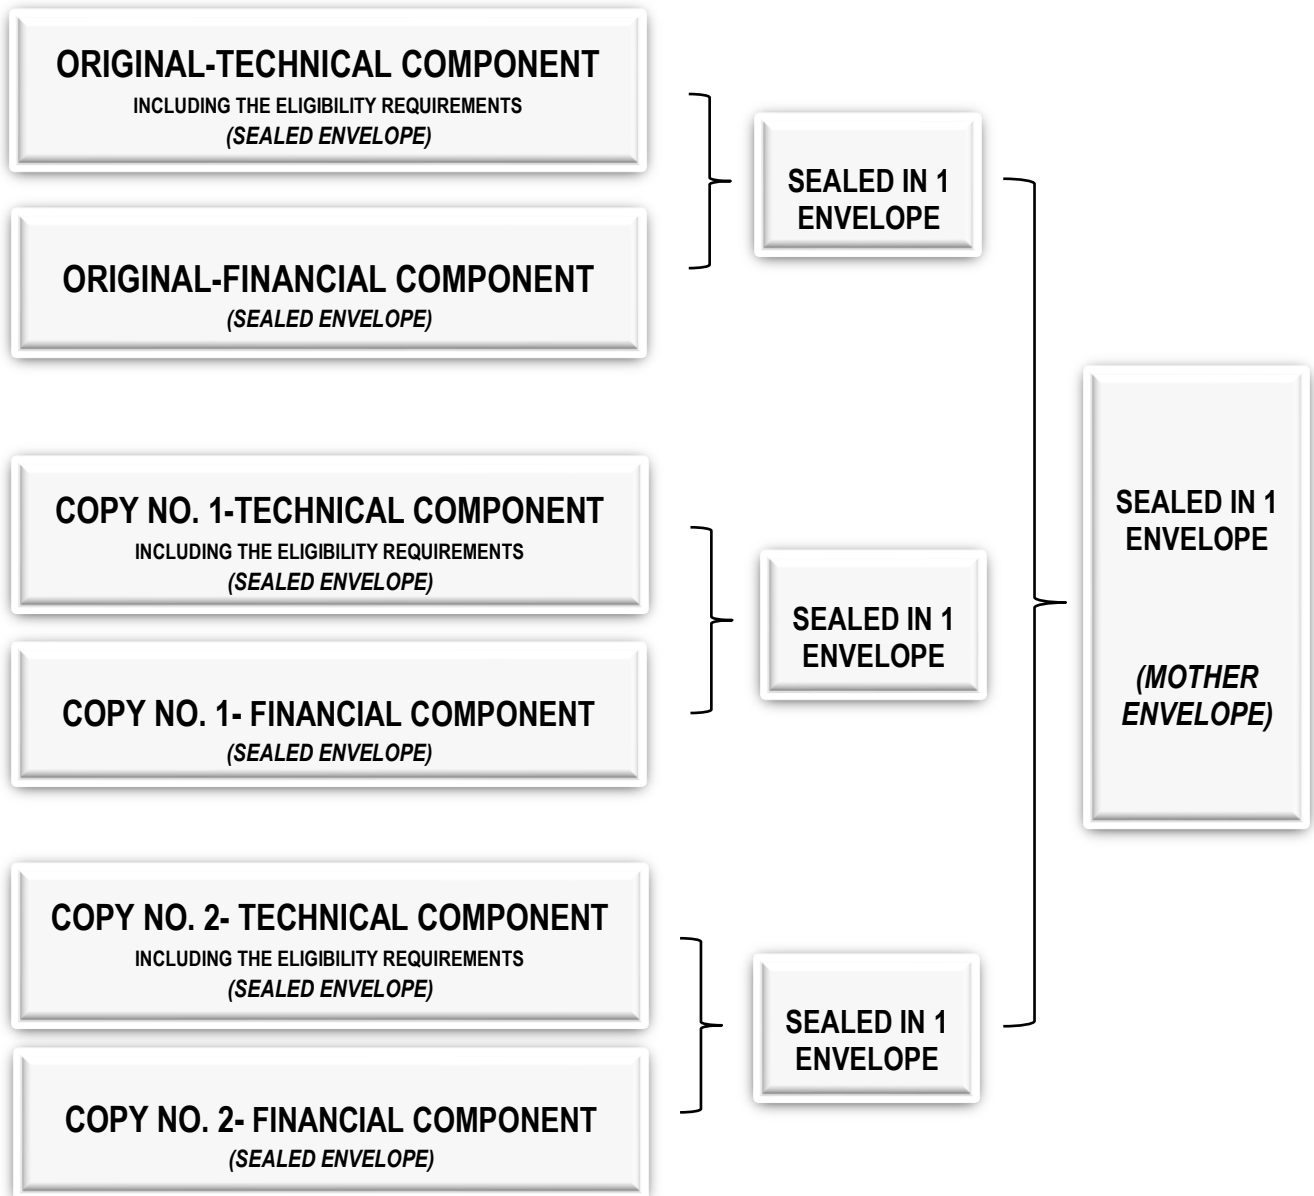 ORIGINAL-TECHNICAL COMPONENT
INCLUDING THE ELIGIBILITY REQUIREMENTS
(SEALED ENVELOPE)
ORIGINAL-FINANCIAL COMPONENT
(SEALED ENVELOPE)
SEALED IN 1
ENVELOPE
COPY NO. 1-TECHNICAL COMPONENT
INCLUDING THE ELIGIBILITY REQUIREMENTS
(SEALED ENVELOPE)
COPY NO. 1- FINANCIAL COMPONENT
(SEALED ENVELOPE)
SEALED IN 1
ENVELOPE
COPY NO. 2- TECHNICAL COMPONENT
INCLUDING THE ELIGIBILITY REQUIREMENTS
(SEALED ENVELOPE)
COPY NO. 2- FINANCIAL COMPONENT
(SEALED ENVELOPE)
SEALED IN 1
ENVELOPE
SEALED IN 1
ENVELOPE
(MOTHER
ENVELOPE)